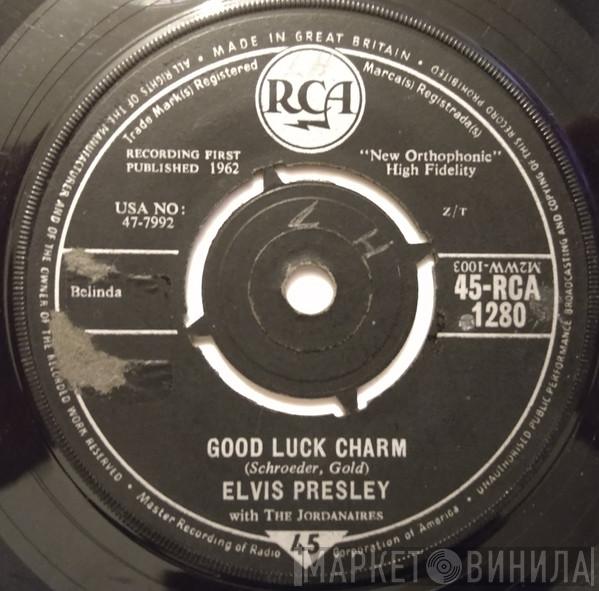 MADE IN GREAT BRITAIN
ALL RIGHTS OF THE MANUFACTURER AND OF THE OWNER OF THE RECORDED WORK RESERVED
UNAUTHORISED PUBLIC PERFORMANCE BROADCASTING AND COPYING OF THIS RECORD PROHIBITED
Trade Mark(s) Registered
RCA
Marca(s) Registrada(s)
RECORDING FIRST
PUBLISHED 1962
"New Orthophonic"
High Fidelity
USA NO:
47-7992
Z/T
L H
M2WW-1003
Belinda
45-RCA
1280
GOOD LUCK CHARM
(Schroeder, Gold)
ELVIS PRESLEY
with THE JORDANAIRES
Master Recording of Radio Corporation of America
45
МАРКЕТ ВИНИЛА